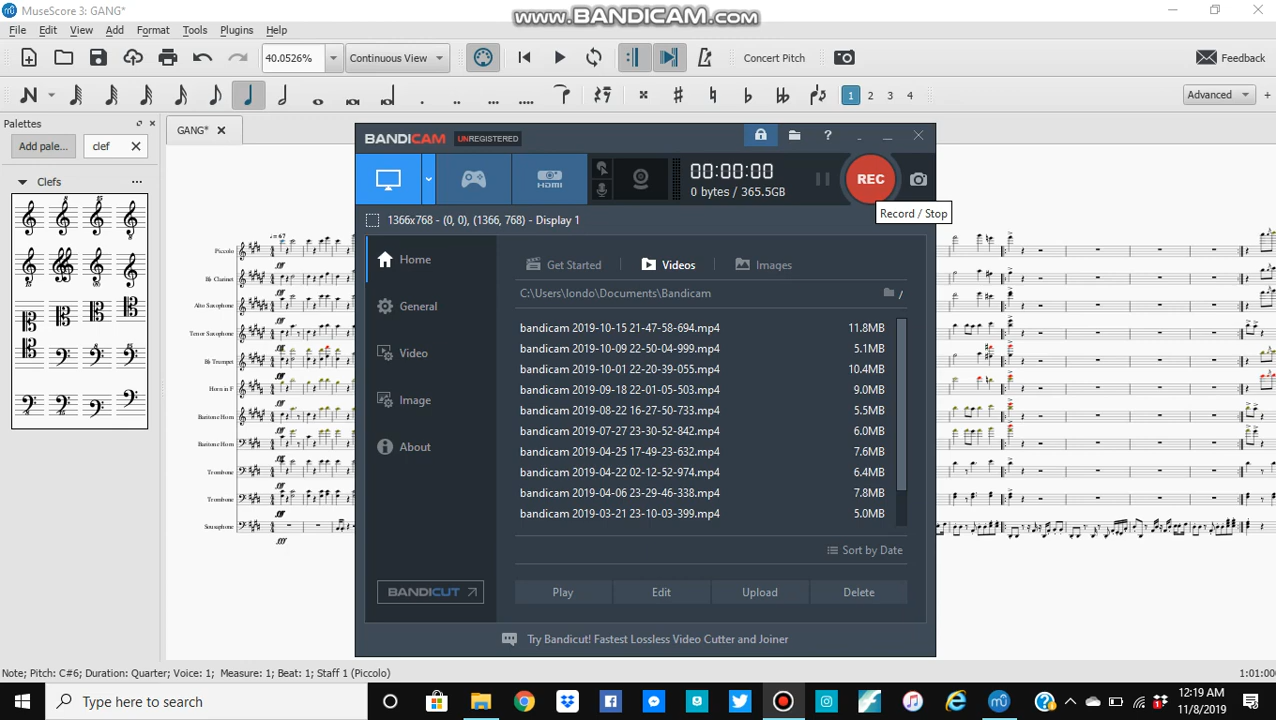 MuseScore 3: GANG*
www.BANDICAM.com
File Edit View Add Format Tools Plugins Help
40.0526% Continuous View Concert Pitch Feedback
1 2 3 4 Advanced +
Palettes
Add pale... clef
GANG*
Clefs
BANDICAM UNREGISTERED ?
HDMI
00:00:00
0 bytes / 365.5GB
REC
Record / Stop
1366x768 - (0, 0), (1366, 768) - Display 1
Home
General
Video
Image
About
BANDICUT
Get Started Videos Images
C:\Users\londo\Documents\Bandicam /
bandicam 2019-10-15 21-47-58-694.mp4 11.8MB
bandicam 2019-10-09 22-50-04-999.mp4 5.1MB
bandicam 2019-10-01 22-20-39-055.mp4 10.4MB
bandicam 2019-09-18 22-01-05-503.mp4 9.0MB
bandicam 2019-08-22 16-27-50-733.mp4 5.5MB
bandicam 2019-07-27 23-30-52-842.mp4 6.0MB
bandicam 2019-04-25 17-49-23-632.mp4 7.6MB
bandicam 2019-04-22 02-12-52-974.mp4 6.4MB
bandicam 2019-04-06 23-29-46-338.mp4 7.8MB
bandicam 2019-03-21 23-10-03-399.mp4 5.0MB
Sort by Date
Play Edit Upload Delete
Try Bandicut! Fastest Lossless Video Cutter and Joiner
= 67
Piccolo
B♭ Clarinet
Alto Saxophone
Tenor Saxophone
B♭ Trumpet
Horn in F
Baritone Horn
Baritone Horn
Trombone
Trombone
Sousaphone
Note; Pitch: C#6; Duration: Quarter; Voice: 1; Measure: 1; Beat: 1; Staff 1 (Piccolo) 1:01:00
Type here to search
12:19 AM
11/8/2019